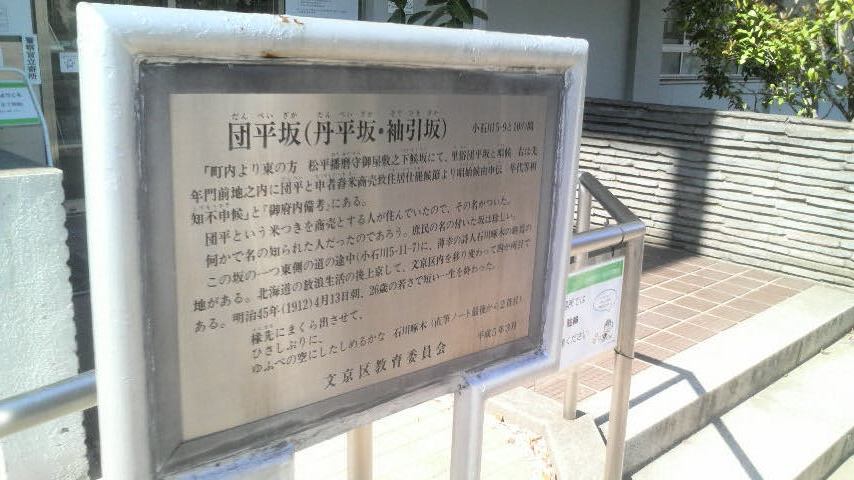 団平坂(丹平坂・袖引坂) 小石川5-9と10の間
だんぺいざか たんぺいざか そでひきざか
「町内より東の方 松平播磨守御屋敷之下候坂にて、里俗団平坂と唱候 右は先
年門前地之内に団平と申者舂米商売致住居仕罷候節より唱始候由申伝 年代等相
知不申候」と『御府内備考』にある。
団平という米つきを商売とする人が住んでいたので、その名がついた。
何かで名の知られた人だったのであろう。庶民の名の付いた坂は珍しい。
この坂の一つ東側の道の途中(小石川5-11-7)に、薄幸の詩人石川啄木の終焉の
地がある。北海道の放浪生活の後上京して、文京区内を移り変わって四か所目で
ある。明治45年(1912)4月13日朝、26歳の若さで短い一生を終わった。
椽先にまくら出させて、
ひさしぶりに、
ゆふべの空にしたしめるかな 石川啄木(直筆ノート最後から2首目)
文京区教育委員会 平成5年3月